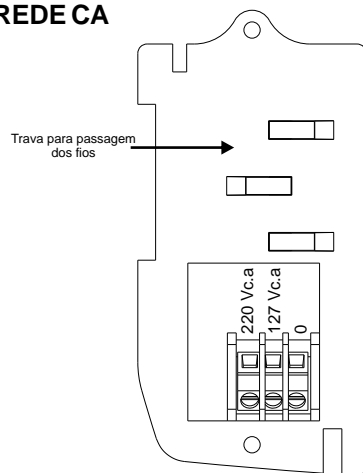 REDE CA
Trava para passagem
dos fios
220 Vc.a
127 Vc.a
0